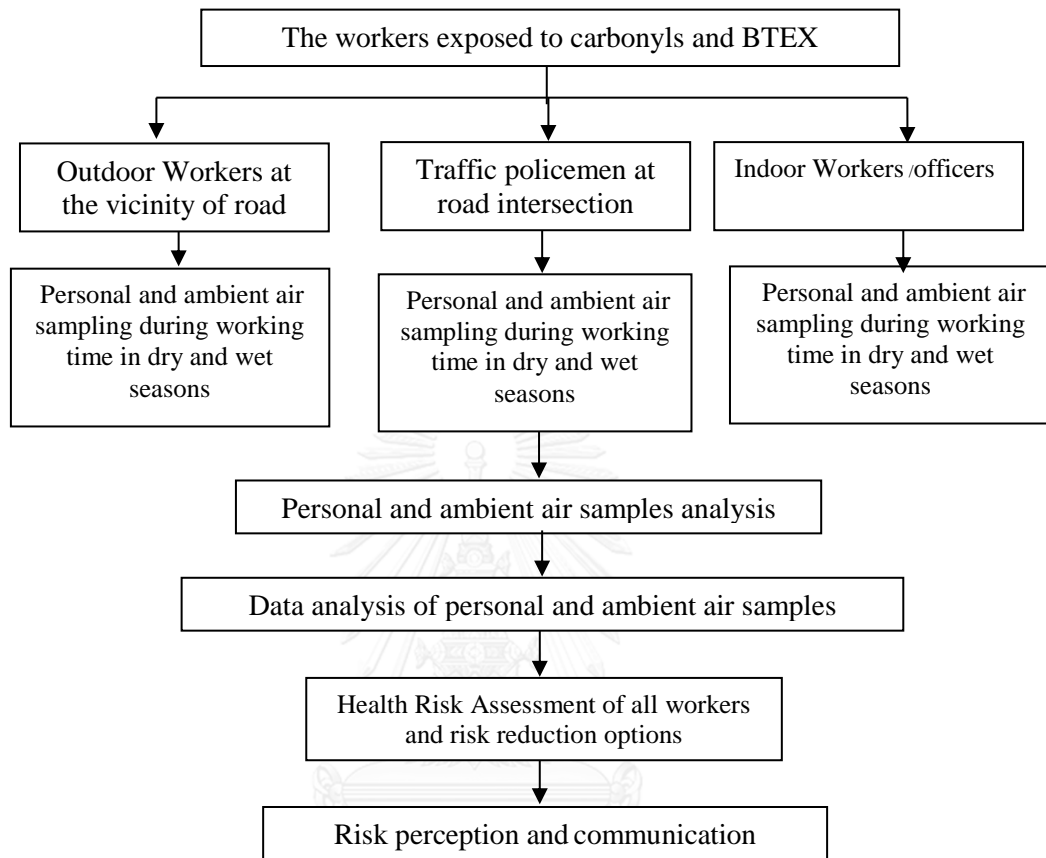 The workers exposed to carbonyls and BTEX
Outdoor Workers at
the vicinity of road
Traffic policemen at
road intersection
Indoor Workers /officers
Personal and ambient air
sampling during working
time in dry and wet
seasons
Personal and ambient air
sampling during working
time in dry and wet
seasons
Personal and ambient air
sampling during working
time in dry and wet
seasons
Personal and ambient air samples analysis
Data analysis of personal and ambient air samples
Health Risk Assessment of all workers
and risk reduction options
Risk perception and communication